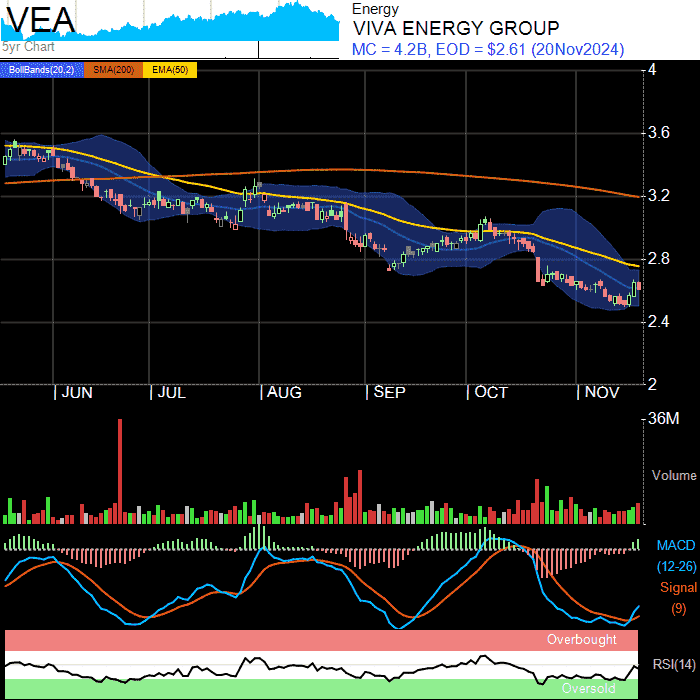 VEA
5yr Chart
Energy
VIVA ENERGY GROUP
MC = 4.2B, EOD = $2.61 (20Nov2024)
BollBands(20,2) SMA(200) EMA(50)
4
3.6
3.2
2.8
2.4
2
JUN JUL AUG SEP OCT NOV
36M
Volume
MACD
(12-26)
Signal
(9)
Overbought
RSI(14)
Oversold